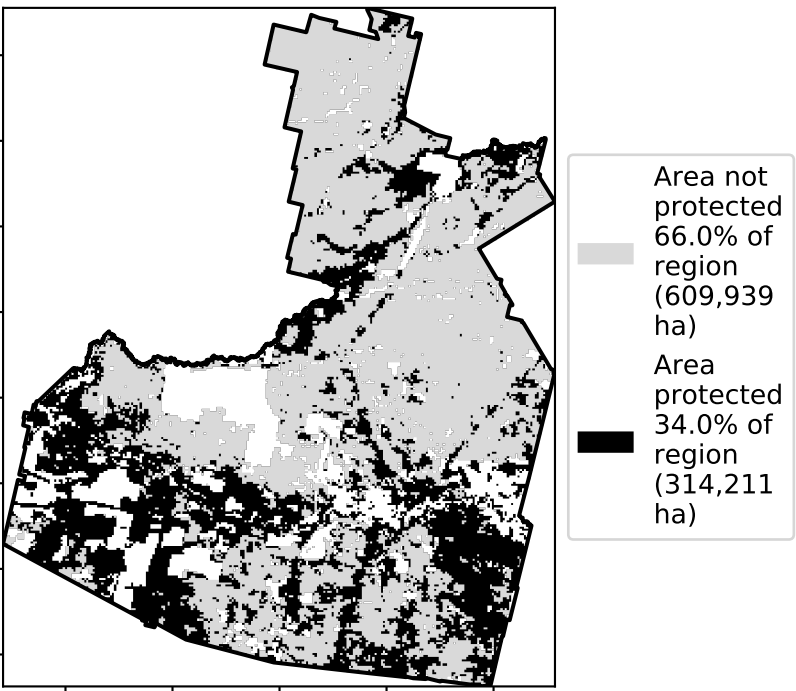 Area not
protected
66.0% of
region
(609,939
ha)
Area
protected
34.0% of
region
(314,211
ha)